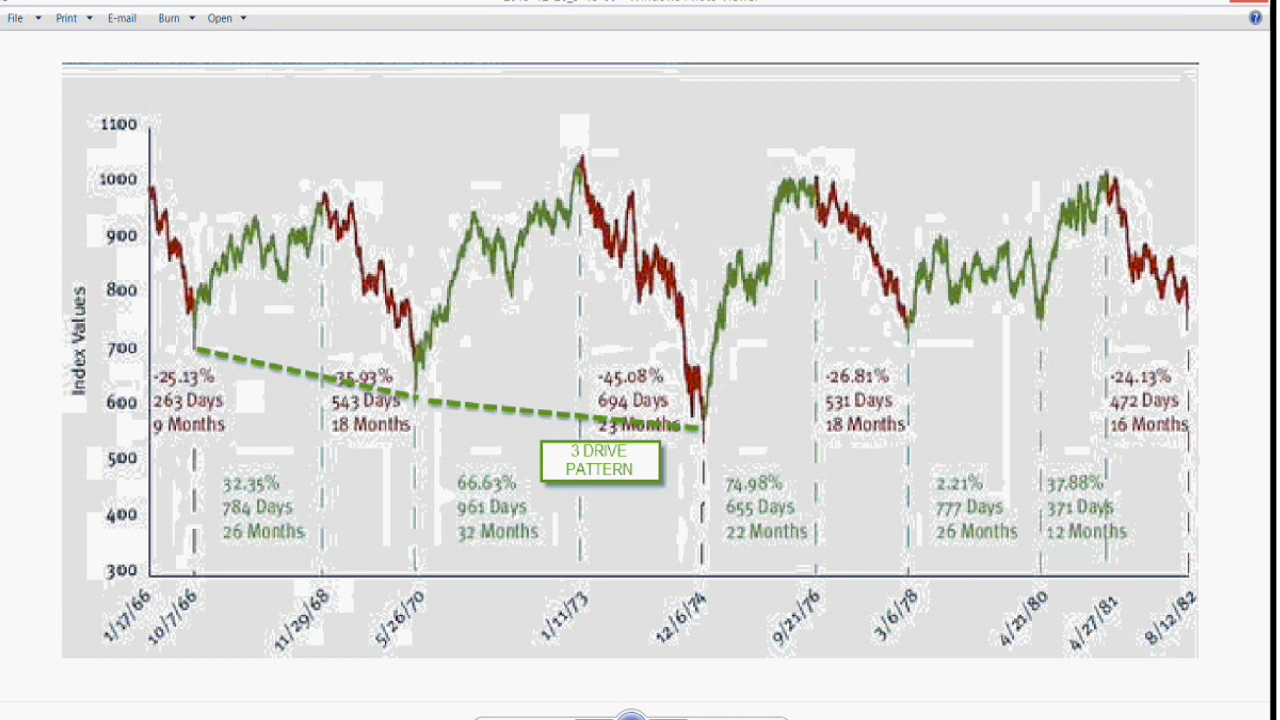 File Print E-mail Burn Open
1100
1000
900
800
700
600
500
400
300
Index Values
-25.13%
263 Days
9 Months
32.35%
784 Days
26 Months
-35.93%
543 Days
18 Months
66.63%
961 Days
32 Months
-45.08%
694 Days
23 Months
3 DRIVE
PATTERN
74.98%
655 Days
22 Months
-26.81%
531 Days
18 Months
2.21%
777 Days
26 Months
37.88%
371 Days
12 Months
-24.13%
472 Days
16 Months
1/17/66
10/7/66
11/29/68
5/26/70
1/11/73
12/6/74
9/21/76
3/6/78
4/21/80
4/27/81
8/12/82